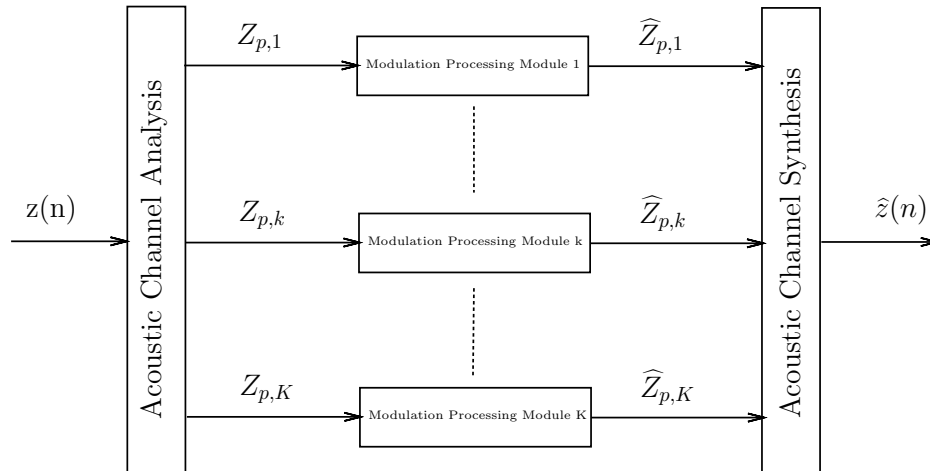 Z_{p,1}
\widehat{Z}_{p,1}
Modulation Processing Module 1
Acoustic Channel Analysis
Acoustic Channel Synthesis
z(n)
Z_{p,k}
\widehat{Z}_{p,k}
\widehat{z}(n)
Modulation Processing Module k
Z_{p,K}
\widehat{Z}_{p,K}
Modulation Processing Module K